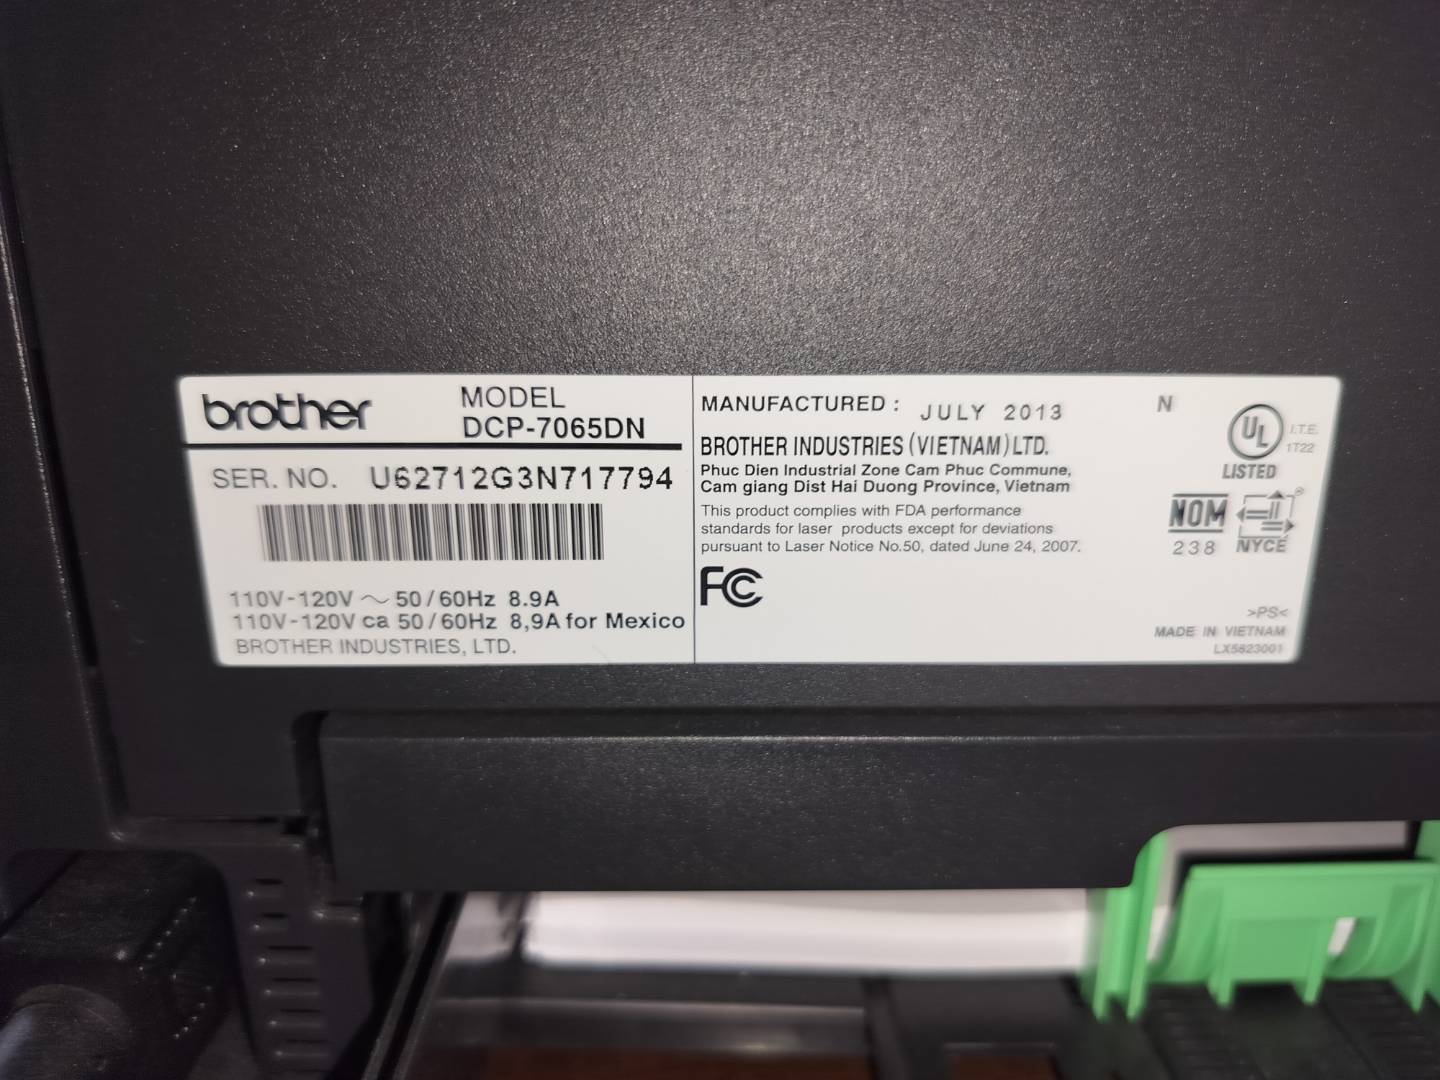 brother
MODEL
DCP-7065DN
SER. NO. U62712G3N717794
110V-120V ～ 50/60Hz 8.9A
110V-120V ca 50/60Hz 8,9A for Mexico
BROTHER INDUSTRIES, LTD.
MANUFACTURED : JULY 2013
N
BROTHER INDUSTRIES (VIETNAM) LTD.
Phuc Dien Industrial Zone Cam Phuc Commune,
Cam giang Dist Hai Duong Province, Vietnam
This product complies with FDA performance
standards for laser products except for deviations
pursuant to Laser Notice No.50, dated June 24, 2007.
FC
UL
I.T.E.
1T22
LISTED
NOM
238
NYCE
>PS<
MADE IN VIETNAM
LX5823001